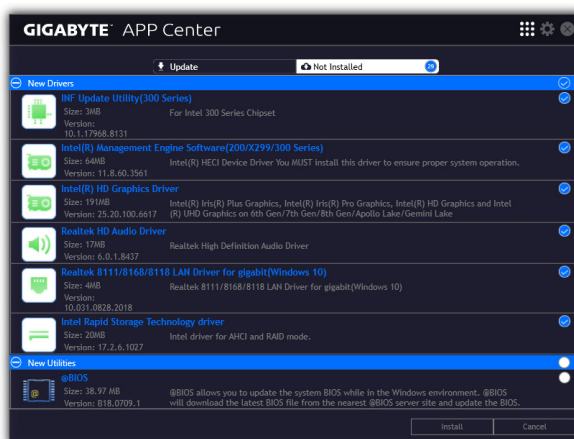 GIGABYTE™ APP Center
Update
Not Installed
29
New Drivers
INF Update Utility(300 Series)
Size: 3MB
For Intel 300 Series Chipset
Version:
10.1.17968.8131
Intel(R) Management Engine Software(200/X299/300 Series)
Size: 64MB
Intel(R) HECI Device Driver You MUST install this driver to ensure proper system operation.
Version: 11.8.60.3561
Intel(R) HD Graphics Driver
Size: 191MB
Intel(R) Iris(R) Plus Graphics, Intel(R) Iris(R) Pro Graphics, Intel(R) HD Graphics and Intel
(R) UHD Graphics on 6th Gen/7th Gen/8th Gen/Apollo Lake/Gemini Lake
Version: 25.20.100.6617
Realtek HD Audio Driver
Size: 17MB
Realtek High Definition Audio Driver
Version: 6.0.1.8437
Realtek 8111/8168/8118 LAN Driver for gigabit(Windows 10)
Size: 4MB
Realtek 8111/8168/8118 LAN Driver for gigabit(Windows 10)
Version:
10.031.0828.2018
Intel Rapid Storage Technology driver
Size: 20MB
Intel driver for AHCI and RAID mode.
Version: 17.2.6.1027
New Utilities
@BIOS
Size: 38.97 MB
@BIOS allows you to update the system BIOS while in the Windows environment. @BIOS
will download the latest BIOS file from the nearest @BIOS server site and update the BIOS.
Version: B18.0709.1
Install
Cancel